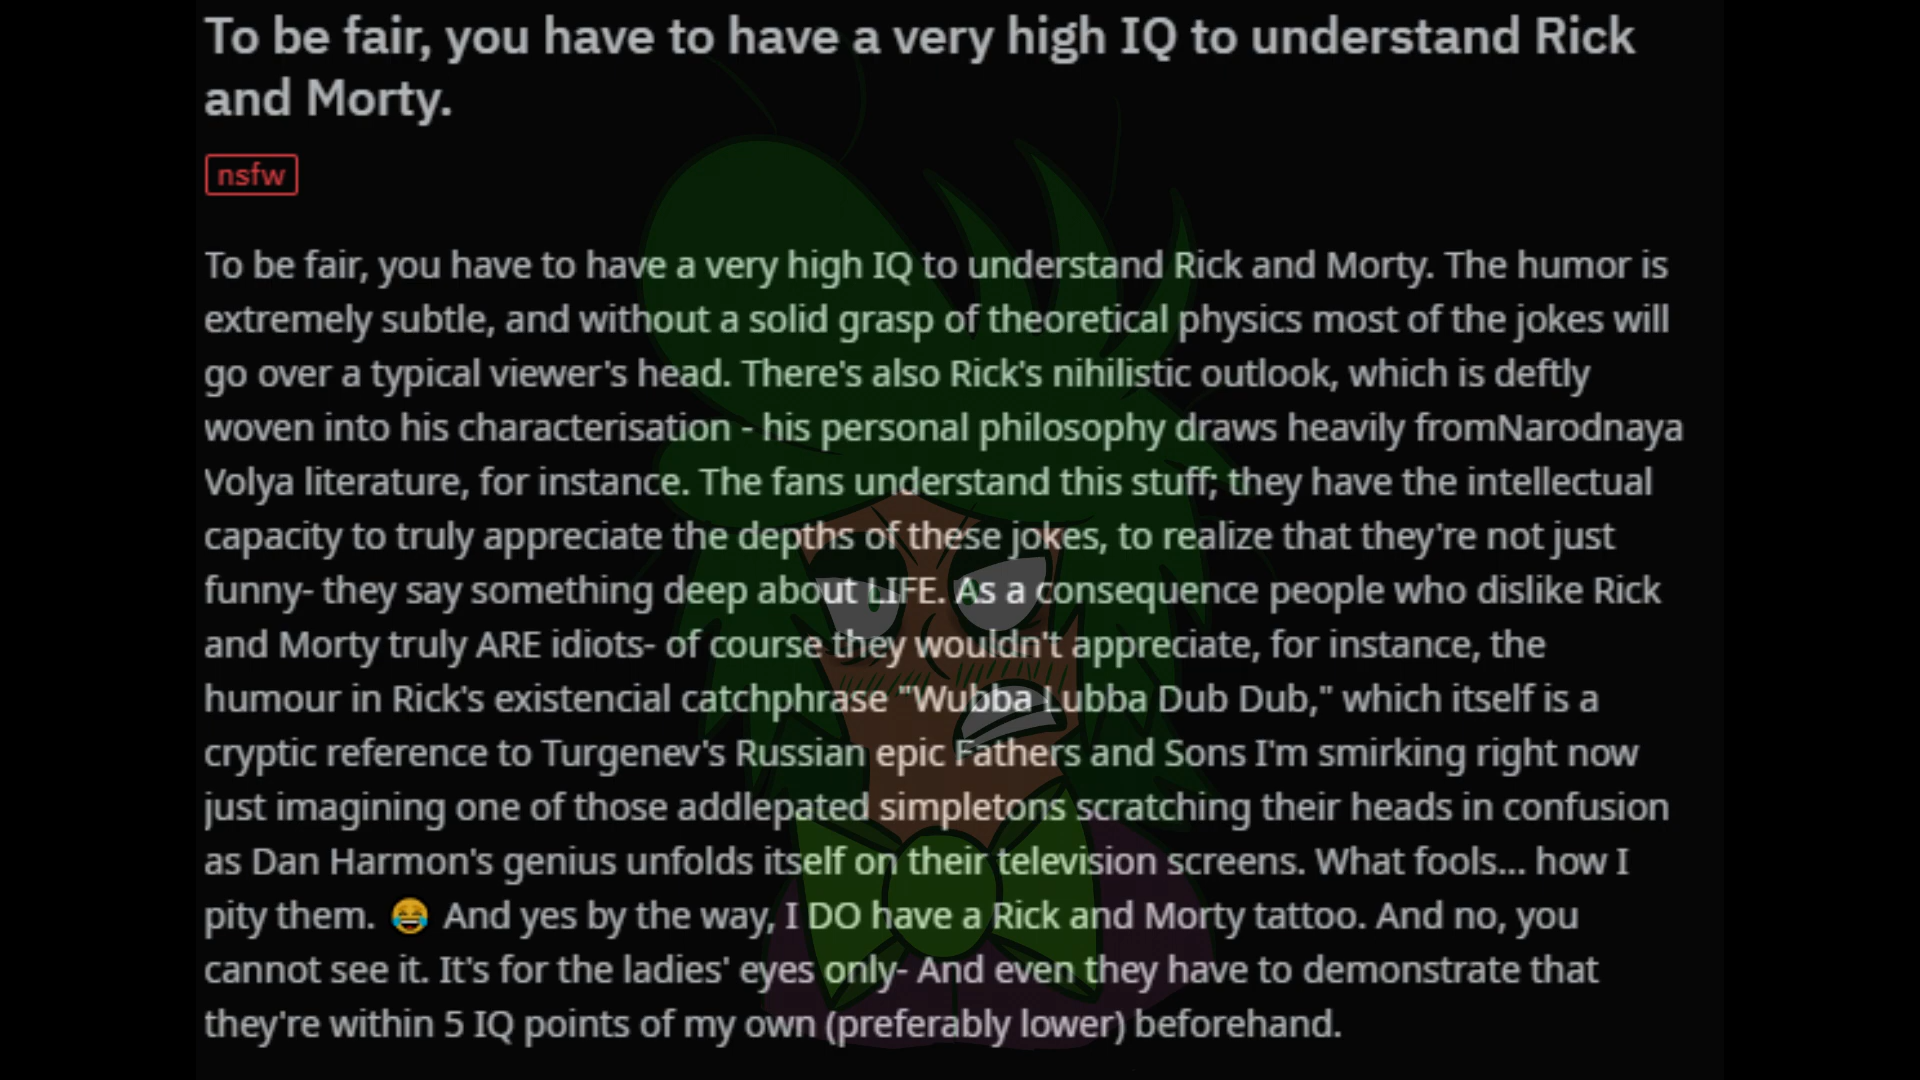 To be fair, you have to have a very high IQ to understand Rick
and Morty.
nsfw
To be fair, you have to have a very high IQ to understand Rick and Morty. The humor is
extremely subtle, and without a solid grasp of theoretical physics most of the jokes will
go over a typical viewer's head. There's also Rick's nihilistic outlook, which is deftly
woven into his characterisation - his personal philosophy draws heavily fromNarodnaya
Volya literature, for instance. The fans understand this stuff; they have the intellectual
capacity to truly appreciate the depths of these jokes, to realize that they're not just
funny- they say something deep about LIFE. As a consequence people who dislike Rick
and Morty truly ARE idiots- of course they wouldn't appreciate, for instance, the
humour in Rick's existencial catchphrase "Wubba Lubba Dub Dub," which itself is a
cryptic reference to Turgenev's Russian epic Fathers and Sons I'm smirking right now
just imagining one of those addlepated simpletons scratching their heads in confusion
as Dan Harmon's genius unfolds itself on their television screens. What fools... how I
pity them. 😂 And yes by the way, I DO have a Rick and Morty tattoo. And no, you
cannot see it. It's for the ladies' eyes only- And even they have to demonstrate that
they're within 5 IQ points of my own (preferably lower) beforehand.